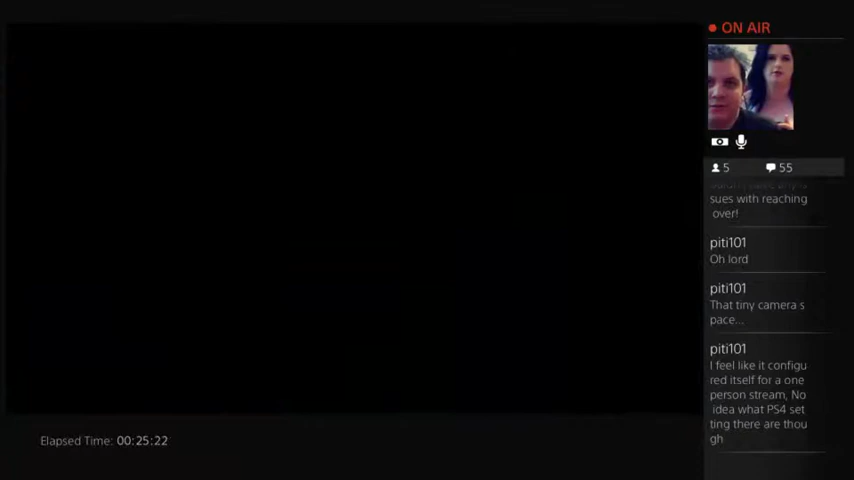 ON AIR
5 55
sues with reaching
over!
piti101
Oh lord
piti101
That tiny camera s
pace...
piti101
I feel like it configu
red itself for a one
person stream, No
idea what PS4 set
ting there are thou
gh
Elapsed Time: 00:25:22